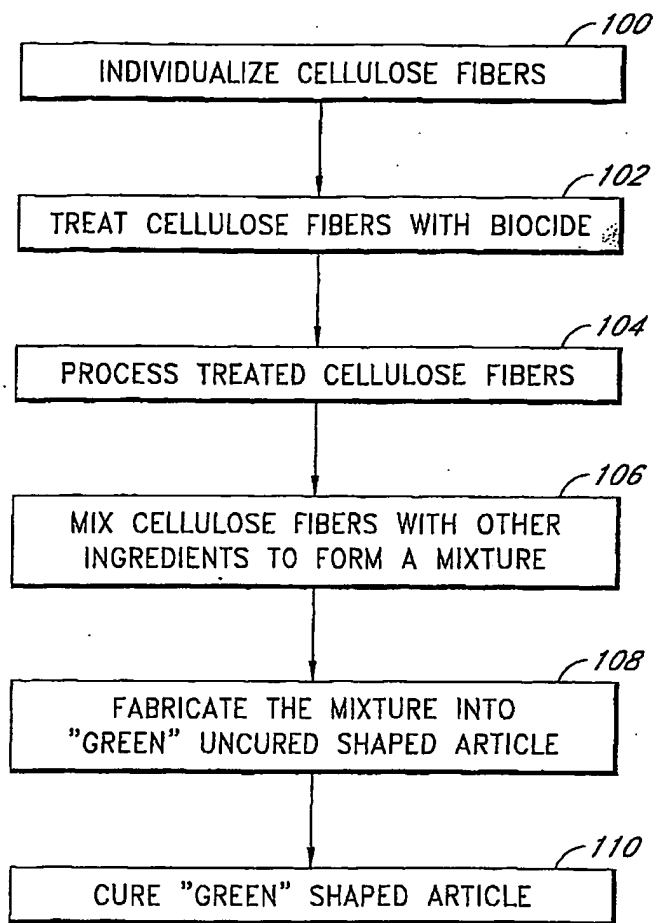 100
INDIVIDUALIZE CELLULOSE FIBERS
102
TREAT CELLULOSE FIBERS WITH BIOCIDE
104
PROCESS TREATED CELLULOSE FIBERS
106
MIX CELLULOSE FIBERS WITH OTHER
INGREDIENTS TO FORM A MIXTURE
108
FABRICATE THE MIXTURE INTO
"GREEN" UNCURED SHAPED ARTICLE
110
CURE "GREEN" SHAPED ARTICLE